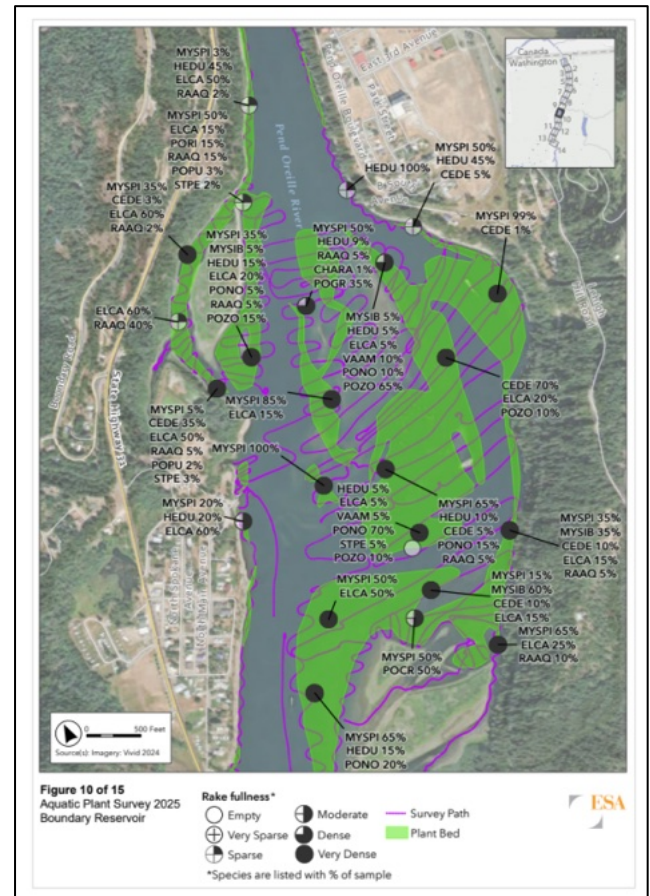 Canada
Washington
East 3rd Avenue
Pend Oreille River
Boundary Road
State Highway 31
MYSPI 3%
HEDU 45%
ELCA 50%
RAAQ 2%
MYSPI 50%
ELCA 15%
PORI 15%
RAAQ 15%
POPU 3%
STPE 2%
MYSPI 35%
CEDE 3%
ELCA 60%
RAAQ 2%
MYSPI 35%
MYSIB 5%
HEDU 15%
ELCA 20%
PONO 5%
RAAQ 5%
POZO 15%
ELCA 60%
RAAQ 40%
MYSPI 50%
HEDU 9%
RAAQ 5%
CHARA 1%
POGR 35%
HEDU 100%
MYSPI 50%
HEDU 45%
CEDE 5%
MYSPI 99%
CEDE 1%
MYSIB 5%
HEDU 5%
ELCA 5%
VAAM 10%
PONO 10%
POZO 65%
CEDE 70%
ELCA 20%
POZO 10%
MYSPI 5%
CEDE 35%
ELCA 50%
RAAQ 5%
POPU 2%
STPE 3%
MYSPI 85%
ELCA 15%
MYSPI 100%
MYSPI 20%
HEDU 20%
ELCA 60%
HEDU 5%
ELCA 5%
VAAM 5%
PONO 70%
STPE 5%
POZO 10%
MYSPI 65%
HEDU 10%
CEDE 5%
PONO 15%
RAAQ 5%
MYSPI 35%
MYSIB 35%
CEDE 10%
ELCA 15%
RAAQ 5%
MYSPI 50%
ELCA 50%
MYSPI 15%
MYSIB 60%
CEDE 10%
ELCA 15%
MYSPI 65%
ELCA 25%
RAAQ 10%
MYSPI 50%
POCR 50%
MYSPI 65%
HEDU 15%
PONO 20%
0 500 Feet
Source(s): Imagery: Vivid 2024
Figure 10 of 15
Aquatic Plant Survey 2025
Boundary Reservoir
Rake fullness*
Empty
Very Sparse
Sparse
Moderate
Dense
Very Dense
Survey Path
Plant Bed
*Species are listed with % of sample
ESA